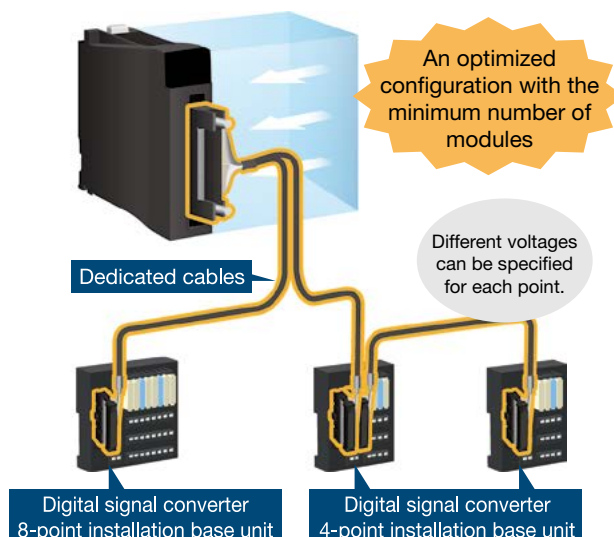 An optimized
configuration with the
minimum number of
modules
Different voltages
can be specified
for each point.
Dedicated cables
Digital signal converter
8-point installation base unit
Digital signal converter
4-point installation base unit